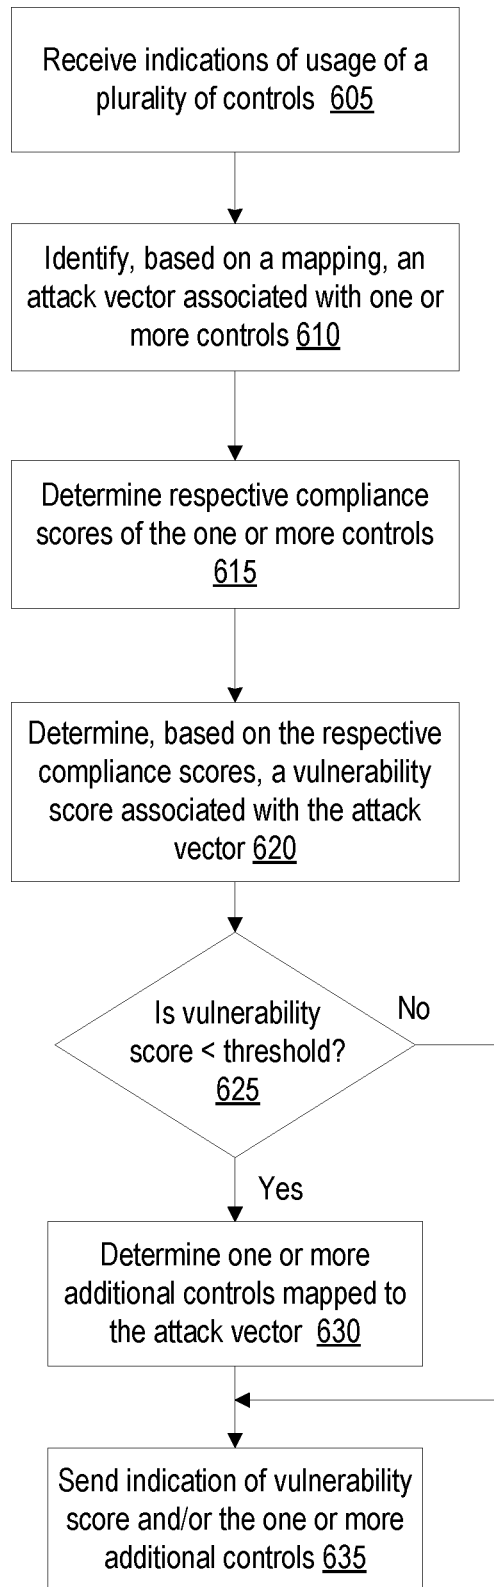 Receive indications of usage of a
plurality of controls 605
Identify, based on a mapping, an
attack vector associated with one or
more controls 610
Determine respective compliance
scores of the one or more controls
615
Determine, based on the respective
compliance scores, a vulnerability
score associated with the attack
vector 620
Is vulnerability
score < threshold?
625
No
Yes
Determine one or more
additional controls mapped to
the attack vector 630
Send indication of vulnerability
score and/or the one or more
additional controls 635